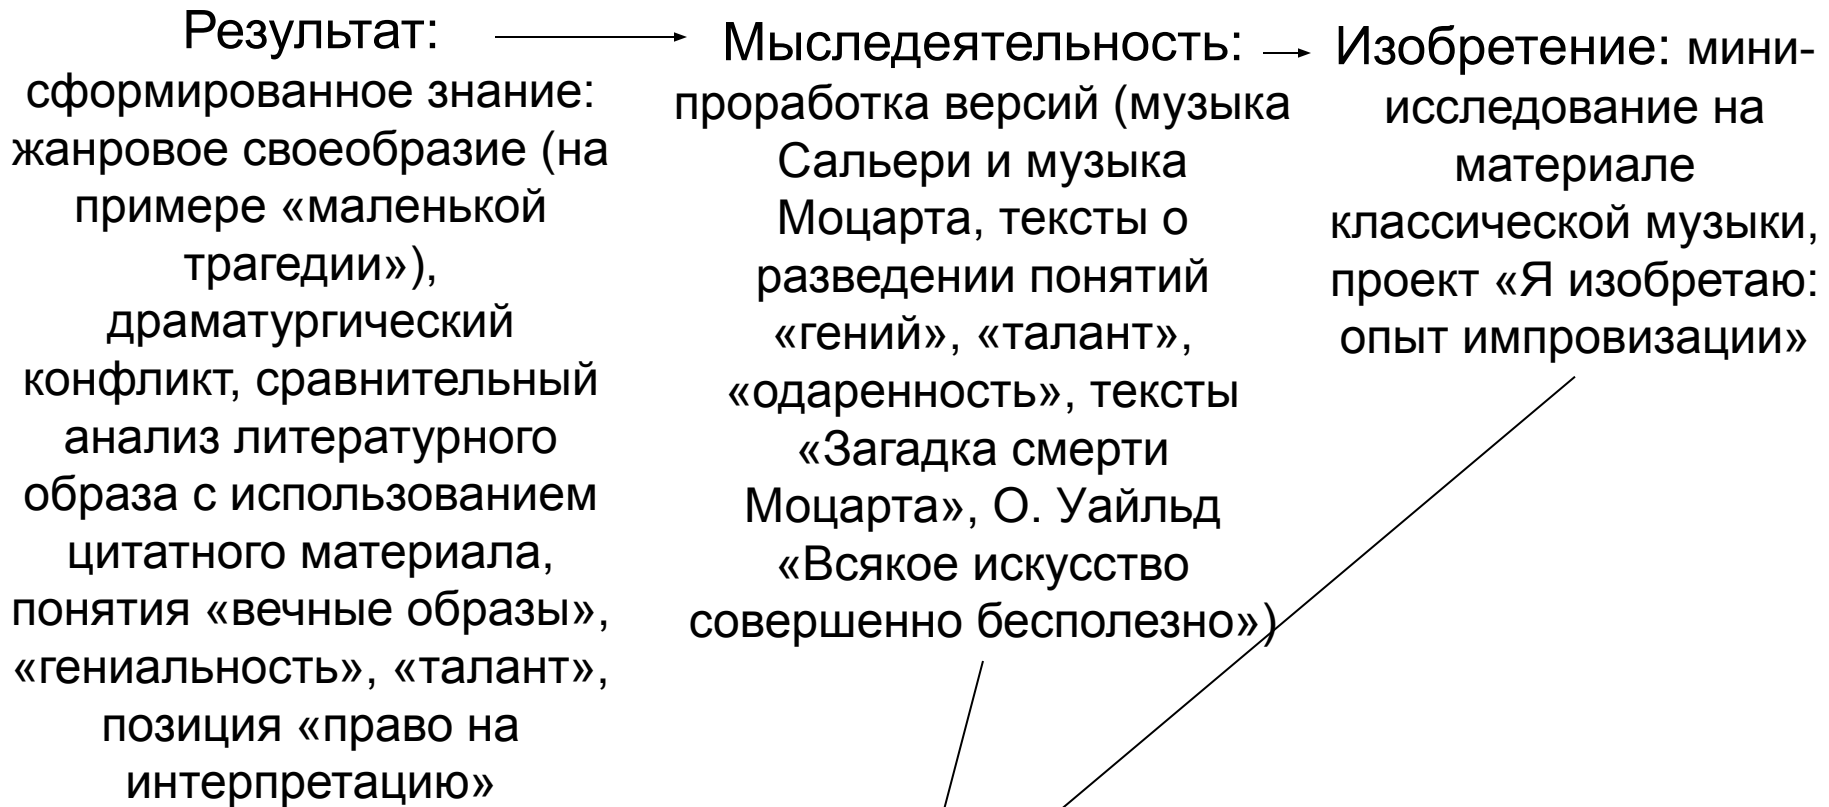 Результат:
сформированное знание:
жанровое своеобразие (на
примере «маленькой
трагедии»),
драматургический
конфликт, сравнительный
анализ литературного
образа с использованием
цитатного материала,
понятия «вечные образы»,
«гениальность», «талант»,
позиция «право на
интерпретацию»
Мыследеятельность:
проработка версий (музыка
Сальери и музыка
Моцарта, тексты о
разведении понятий
«гений», «талант»,
«одаренность», тексты
«Загадка смерти
Моцарта», О. Уайльд
«Всякое искусство
совершенно бесполезно»)
Изобретение: мини-
исследование на
материале
классической музыки,
проект «Я изобретаю:
опыт импровизации»